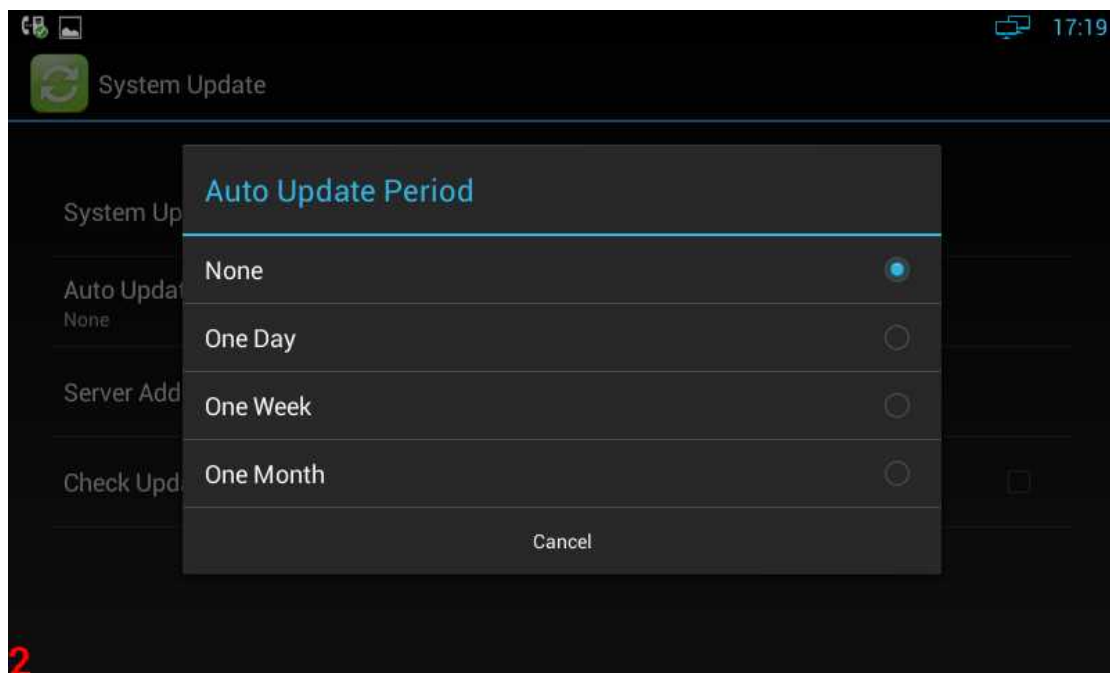 17:19
System Update
Auto Update Period
System Up
None
Auto Updat
None
One Day
Server Add
One Week
Check Upd
One Month
Cancel
2